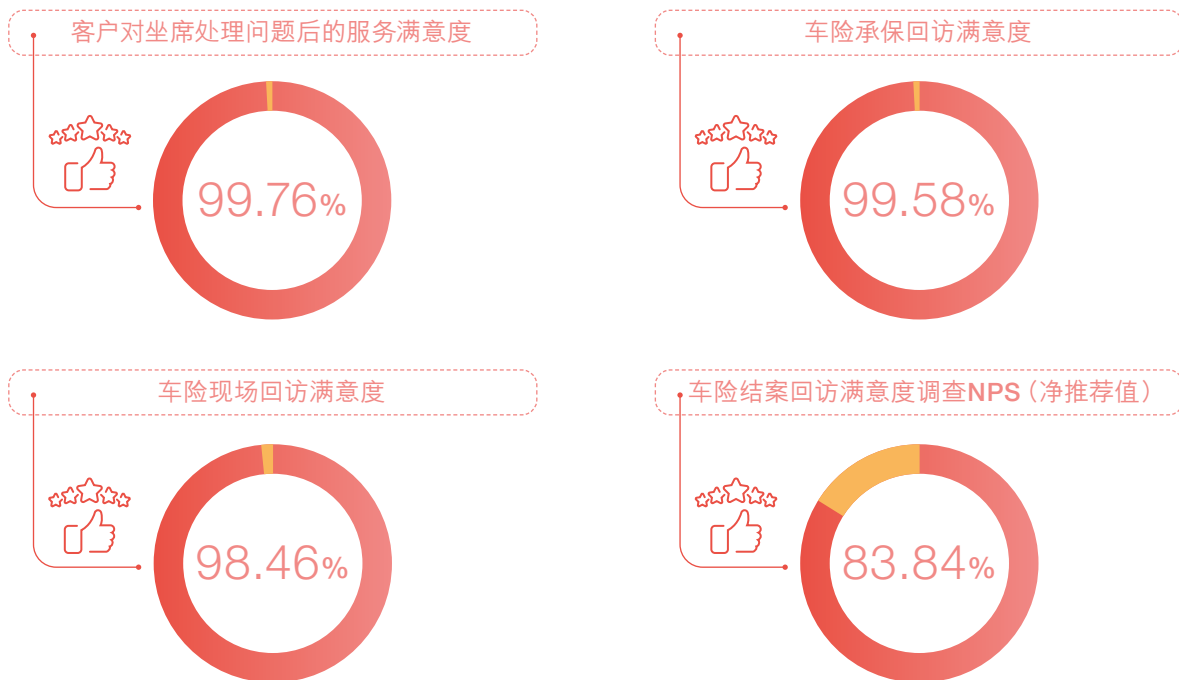 客户对坐席处理问题后的服务满意度
99.76%
车险承保回访满意度
99.58%
车险现场回访满意度
98.46%
车险结案回访满意度调查NPS（净推荐值）
83.84%